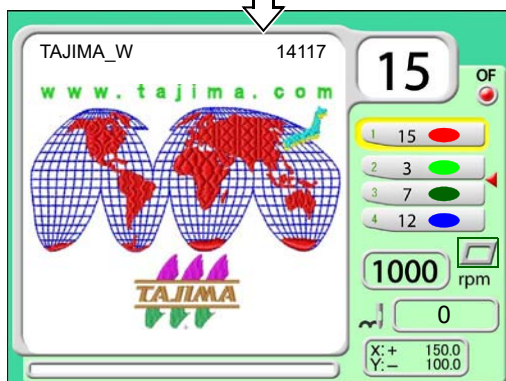 TAJIMA_W 14117
15
OF
www.tajima.com
1 15
2 3
3 7
4 12
1000
rpm
TAJIMA
0
X:+ 150.0
Y:− 100.0